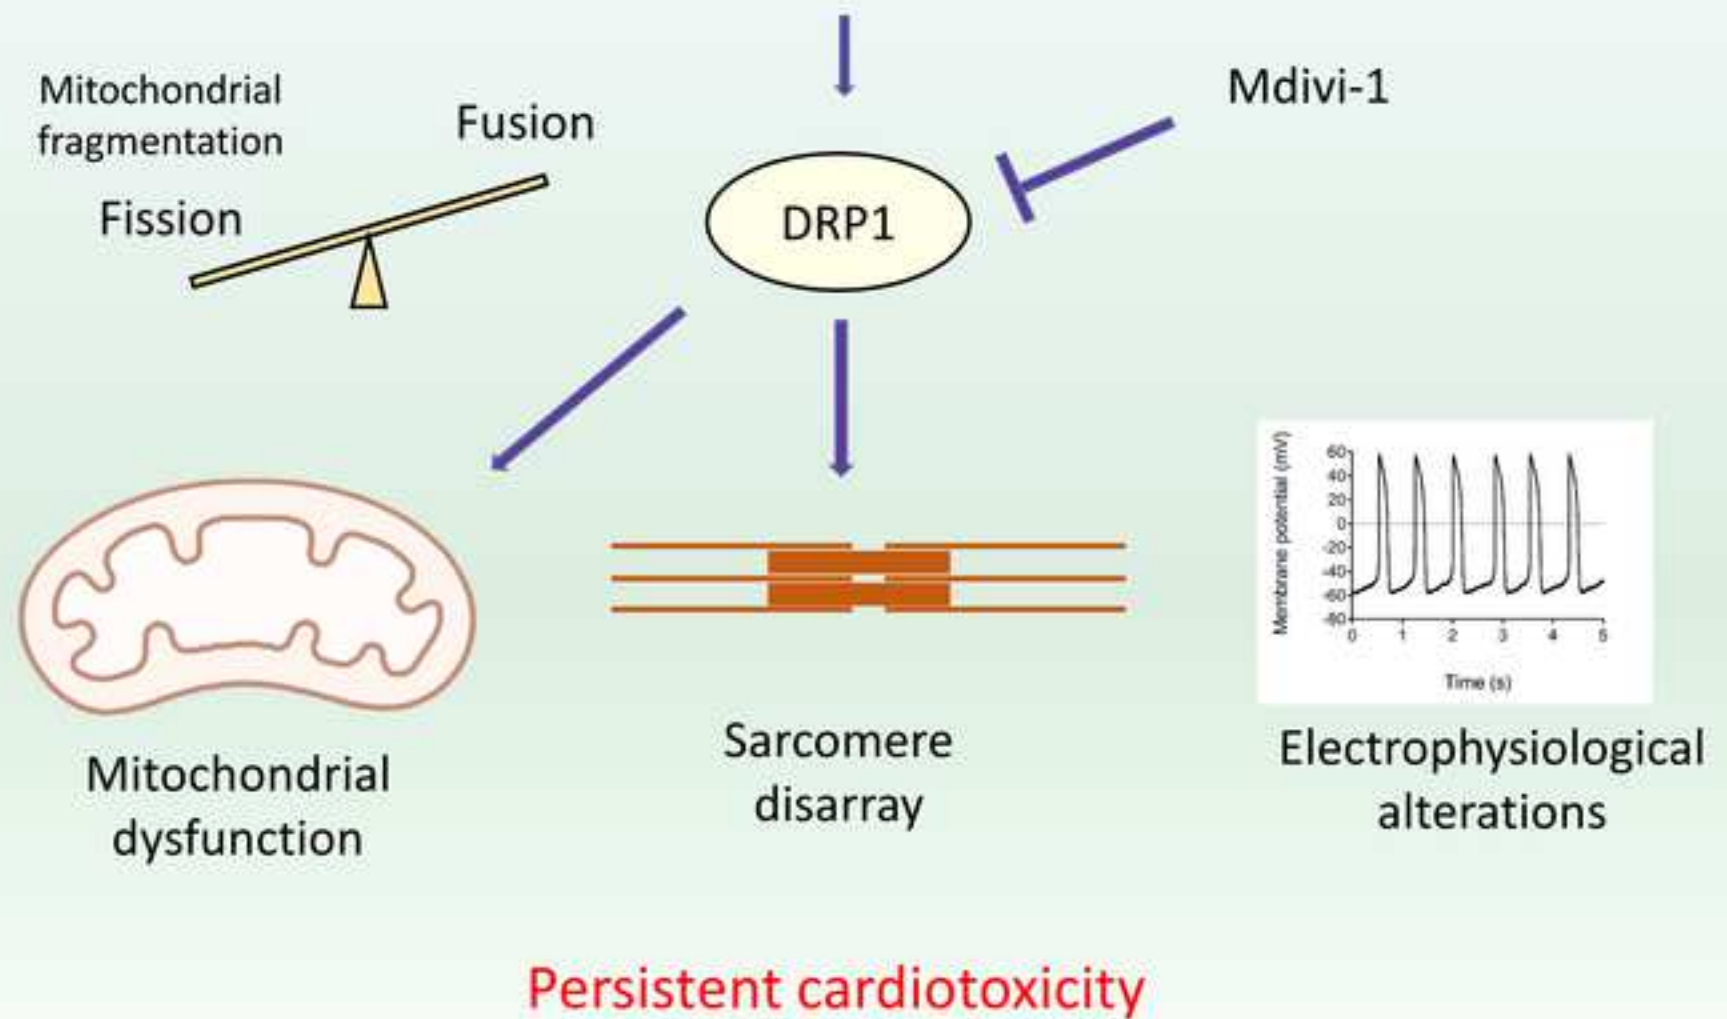 Mitochondrial
fragmentation
Fusion
Fission
DRP1
Mdivi-1
Membrane potential (mV)
60
40
20
0
-20
-40
-60
-80
0 1 2 3 4 5
Time (s)
Mitochondrial
dysfunction
Sarcomere
disarray
Electrophysiological
alterations
Persistent cardiotoxicity